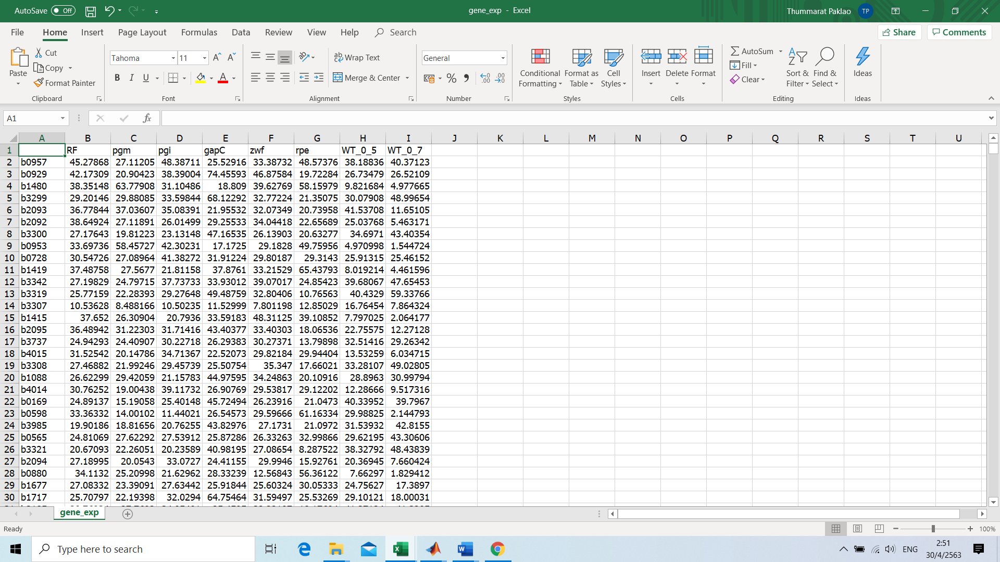 AutoSave Off gene_exp - Excel Thummarat Paklao TP
File Home Insert Page Layout Formulas Data Review View Help Search Share Comments
Paste Cut Copy Format Painter Clipboard
Tahoma 11 B I U A Font
ab Wrap Text Merge & Center Alignment
General % Number
Conditional Formatting Format as Table Cell Styles Styles
Insert Delete Format Cells
AutoSum Fill Clear Sort & Filter Find & Select Editing
Ideas Ideas
A1 fx
A B C D E F G H I J K L M N O P Q R S T U
1 RF pgm pgi gapC zwf rpe WT_0_5 WT_0_7
2 b0957 45.27868 27.11205 48.38711 25.52916 33.38732 48.57376 38.18836 40.37123
3 b0929 42.17309 20.90423 38.39004 74.45593 46.87584 19.72284 26.73479 26.52109
4 b1480 38.35148 63.77908 31.10486 18.809 39.62769 58.15979 9.821684 4.977665
5 b3299 29.20146 29.88085 33.59844 68.12292 32.77224 21.35075 30.07908 48.99654
6 b2093 36.77844 37.03607 35.08391 21.95532 32.07349 20.73958 41.53708 11.65105
7 b2092 38.64924 27.11891 26.01499 29.25533 34.04418 22.65689 25.03768 5.463171
8 b3300 27.17643 19.81223 23.13148 47.16535 26.13903 20.63277 34.6971 43.40354
9 b0953 33.69736 58.45727 42.30231 17.1725 29.1828 49.75956 4.970998 1.544724
10 b0728 30.54726 27.08964 41.38272 31.91224 29.80187 29.3143 25.91315 25.46152
11 b1419 37.48758 27.5677 21.81158 37.8761 33.21529 65.43793 8.019214 4.461596
12 b3342 27.19829 24.79715 37.73733 33.93012 39.07017 24.85423 39.68067 47.65453
13 b3319 25.77159 22.28393 29.27648 49.48759 32.80406 10.76563 40.4329 59.33766
14 b3307 10.53628 8.488166 10.50235 11.52999 7.801198 12.85029 16.76454 7.864324
15 b1415 37.652 26.30904 20.7936 33.59183 48.31125 39.10852 7.797025 2.064177
16 b2095 36.48942 31.22303 31.71416 43.40377 33.40303 18.06536 22.75575 12.27128
17 b3737 24.94293 24.40907 30.22718 26.29383 30.27371 13.79898 32.51416 29.26342
18 b4015 31.52542 20.14786 34.71367 22.52073 29.82184 29.94404 13.53259 6.034715
19 b3308 27.46882 21.99246 29.45739 25.50754 35.347 17.66021 33.28107 49.02805
20 b1088 26.62299 29.42059 21.15783 44.97595 34.24863 20.10916 28.8963 30.99794
21 b4014 30.76252 19.00438 39.11732 26.90769 29.53817 29.12202 12.28666 9.517316
22 b0169 24.89137 15.19058 25.40148 45.72494 26.23916 21.0473 40.33952 39.7967
23 b0598 33.36332 14.00102 11.44021 26.54573 29.59666 61.16334 29.98825 2.144793
24 b3985 19.90186 18.81656 20.76255 43.82976 27.1731 21.0972 31.53932 42.8155
25 b0565 24.81069 27.62292 27.53912 25.87286 26.33263 32.99866 29.62195 43.30606
26 b3321 20.67093 22.26051 20.23589 40.98195 27.08654 8.287522 38.32792 48.43839
27 b2094 27.18995 20.0543 33.0727 24.41155 29.9946 15.92761 20.36945 7.660424
28 b0880 34.1132 25.20998 21.62962 28.33239 12.56843 56.36122 7.66297 1.829412
29 b1677 27.08332 23.39091 27.63442 25.91844 25.60324 30.05333 24.75627 17.3897
30 b1717 25.70797 22.19398 32.0294 64.75464 31.59497 25.53269 29.10121 18.00031
gene_exp
Ready 100%
Type here to search ENG 2:51
30/4/2563